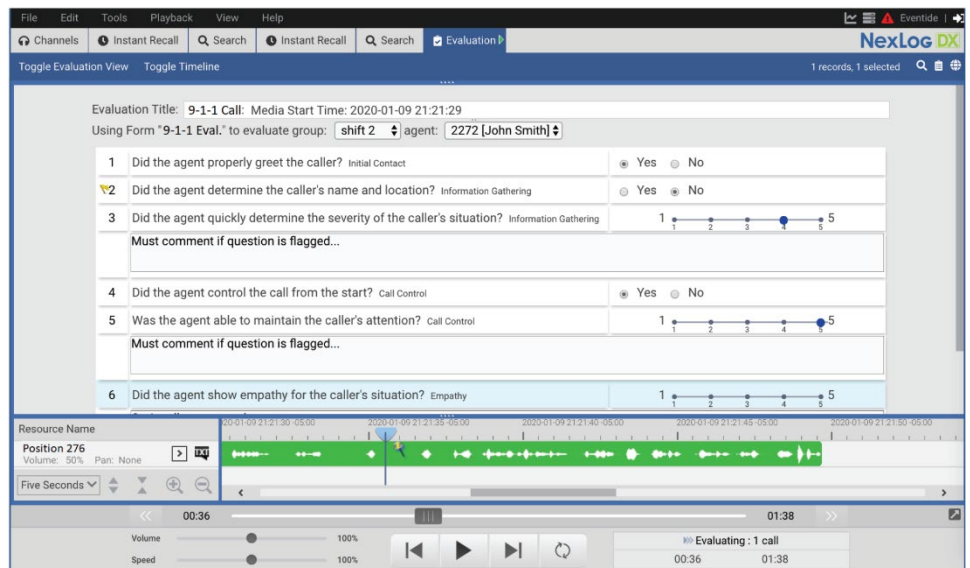 File Edit Tools Playback View Help Eventide
Channels Instant Recall Search Instant Recall Search Evaluation NexLog DX
Toggle Evaluation View Toggle Timeline 1 records, 1 selected
Evaluation Title: 9-1-1 Call: Media Start Time: 2020-01-09 21:21:29
Using Form "9-1-1 Eval." to evaluate group: shift 2 agent: 2272 [John Smith]
1 Did the agent properly greet the caller? Initial Contact Yes No
2 Did the agent determine the caller's name and location? Information Gathering Yes No
3 Did the agent quickly determine the severity of the caller's situation? Information Gathering 1 5
1 2 3 4 5
Must comment if question is flagged...
4 Did the agent control the call from the start? Call Control Yes No
5 Was the agent able to maintain the caller's attention? Call Control 1 5
1 2 3 4 5
Must comment if question is flagged...
6 Did the agent show empathy for the caller's situation? Empathy 1 5
1 2 3 4 5
Resource Name 2020-01-09 21:21:35 -05:00 2020-01-09 21:21:40 -05:00 2020-01-09 21:21:45 -05:00 2020-01-09 21:21:50 -05:00
Position 276
Volume: 50% Pan: None
Five Seconds
00:36 01:38
Volume 100% Evaluating : 1 call
Speed 100% 00:36 01:38